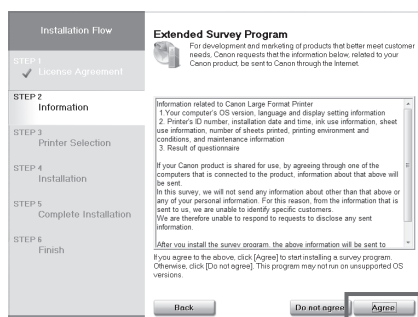 Installation Flow
STEP 1
License Agreement
STEP 2
Information
STEP 3
Printer Selection
STEP 4
Installation
STEP 5
Complete Installation
STEP 6
Finish
Extended Survey Program
For development and marketing of products that better meet customer
needs, Canon requests that the information below, related to your
Canon product, be sent to Canon through the Internet.
Information related to Canon Large Format Printer
1.Your computer's OS version, language and display setting information
2. Printer's ID number, installation date and time, ink use information, sheet
use information, number of sheets printed, printing environment and
conditions, and maintenance information
3. Result of questionnaire
If your Canon product is shared for use, by agreeing through one of the
computers that is connected to the product, information about that above will
be sent.
In this survey, we will not send any information about other than that above or
any of your personal information. For this reason, from the information that is
sent to us, we are unable to identify specific customers.
We are therefore unable to respond to requests to disclose any sent
information.
After you install the survey program, the above information will be sent to
If you agree to the above, click [Agree] to start installing a survey program.
Otherwise, click [Do not agree]. This program may not run on unsupported OS
versions.
Back
Do not agree
Agree